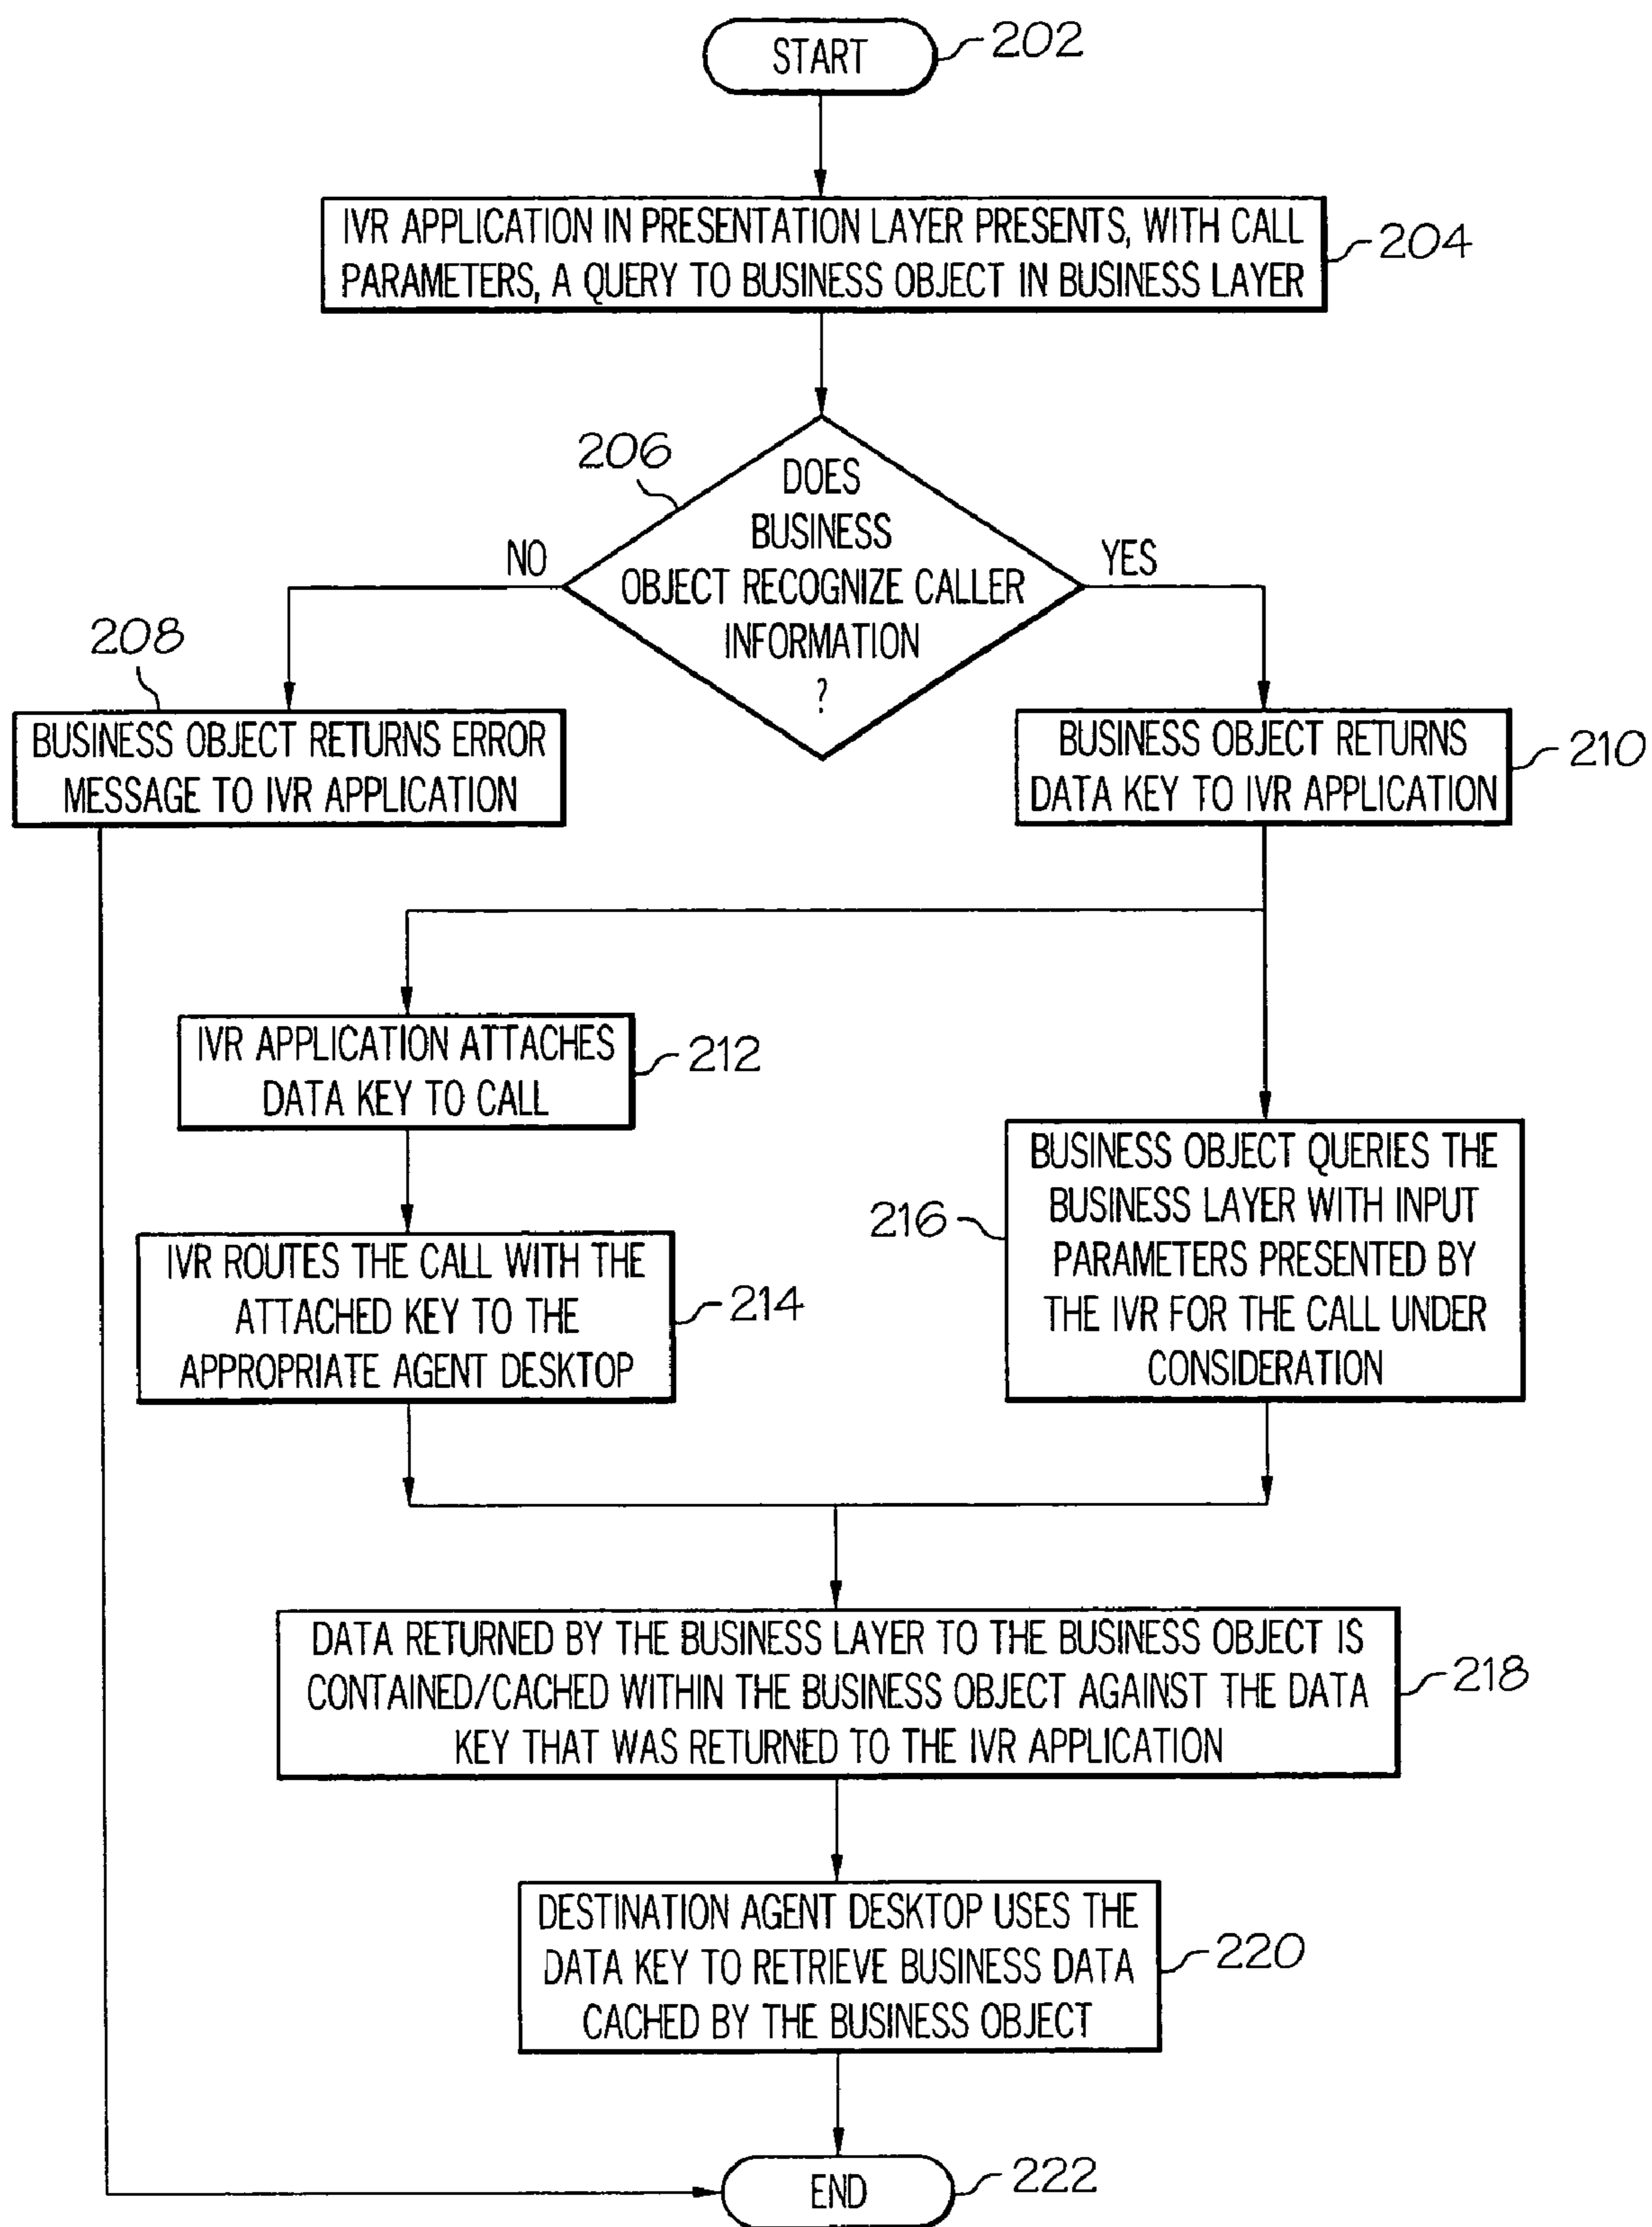 START
202
IVR APPLICATION IN PRESENTATION LAYER PRESENTS, WITH CALL
PARAMETERS, A QUERY TO BUSINESS OBJECT IN BUSINESS LAYER
204
206
DOES
BUSINESS
OBJECT RECOGNIZE CALLER
INFORMATION
?
NO
YES
208
BUSINESS OBJECT RETURNS ERROR
MESSAGE TO IVR APPLICATION
BUSINESS OBJECT RETURNS
DATA KEY TO IVR APPLICATION
210
IVR APPLICATION ATTACHES
DATA KEY TO CALL
212
IVR ROUTES THE CALL WITH THE
ATTACHED KEY TO THE
APPROPRIATE AGENT DESKTOP
214
216
BUSINESS OBJECT QUERIES THE
BUSINESS LAYER WITH INPUT
PARAMETERS PRESENTED BY
THE IVR FOR THE CALL UNDER
CONSIDERATION
DATA RETURNED BY THE BUSINESS LAYER TO THE BUSINESS OBJECT IS
CONTAINED/CACHED WITHIN THE BUSINESS OBJECT AGAINST THE DATA
KEY THAT WAS RETURNED TO THE IVR APPLICATION
218
DESTINATION AGENT DESKTOP USES THE
DATA KEY TO RETRIEVE BUSINESS DATA
CACHED BY THE BUSINESS OBJECT
220
END
222